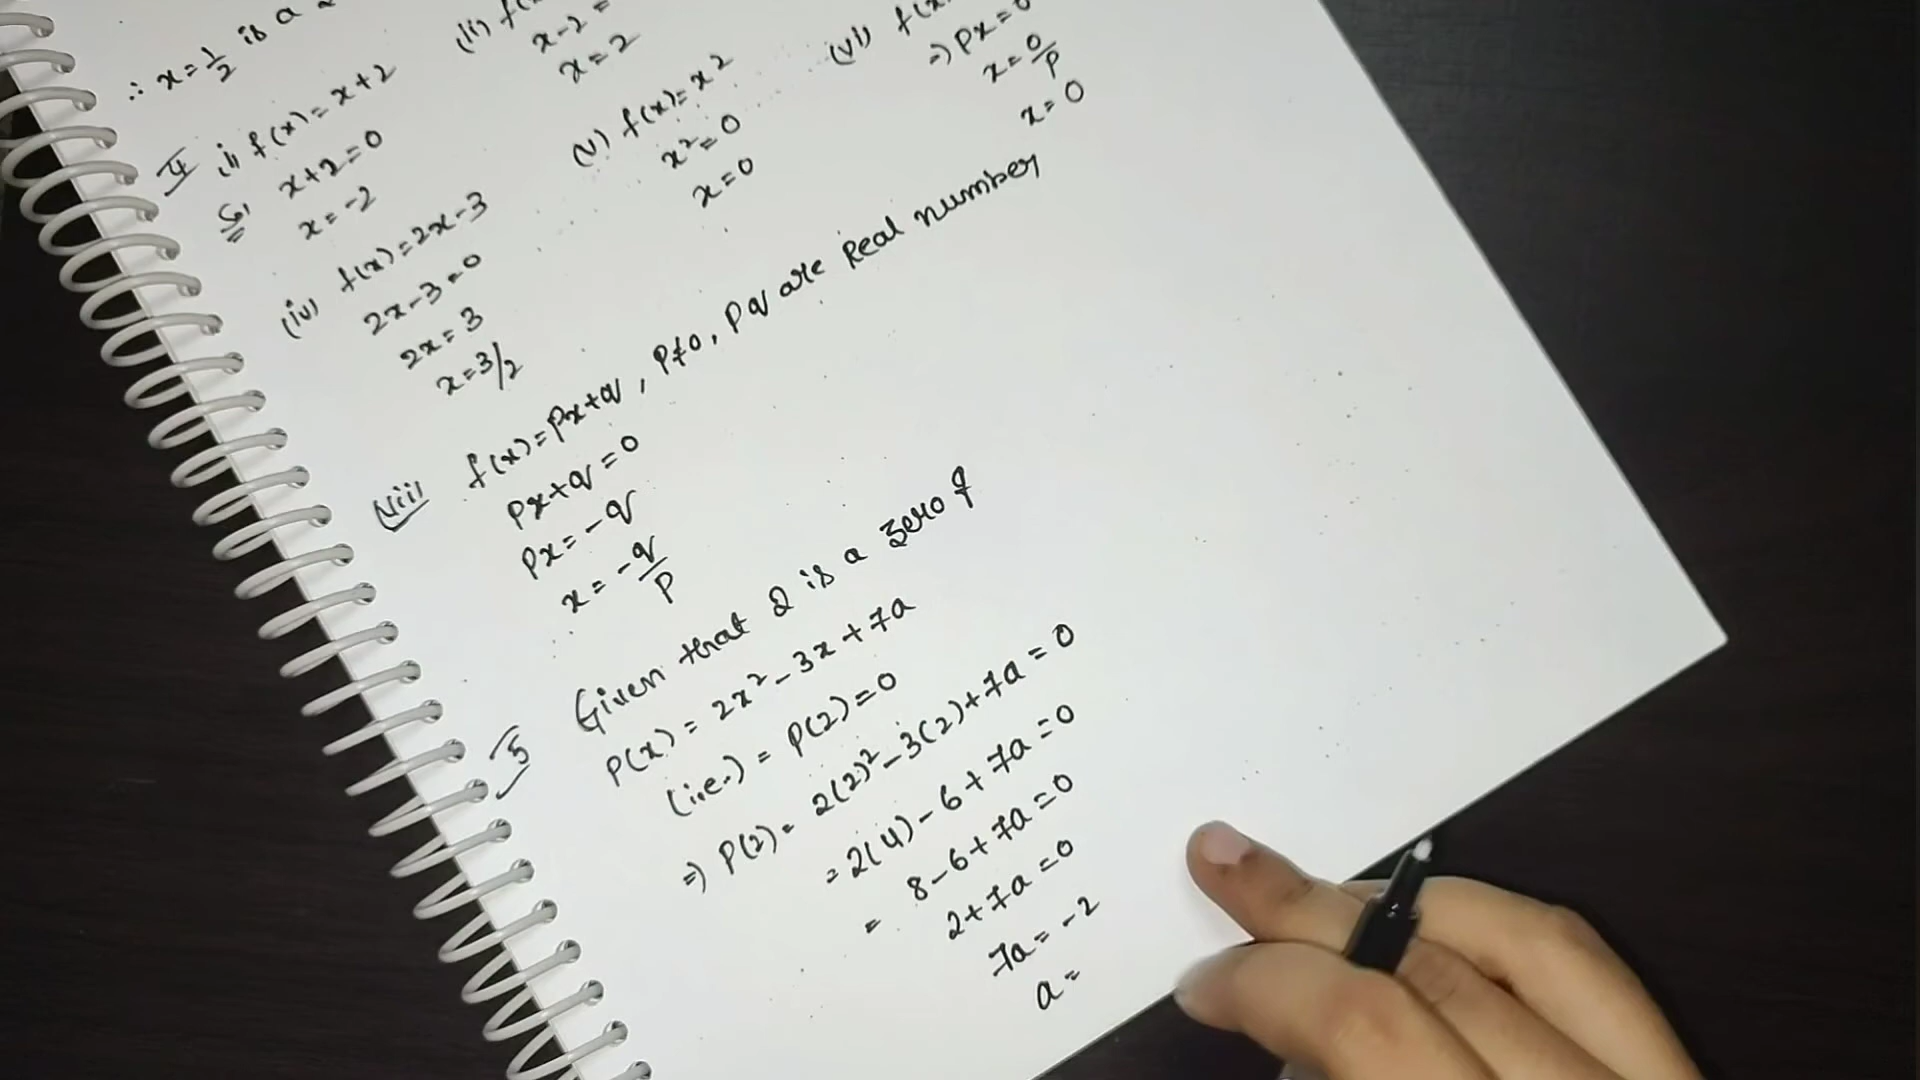 ∴ x = 1/2 is a
4 (i) f(x) = x+2
Sol x+2=0
x=-2
(ii)
x-2=
x=2
(iv) f(x)=2x-3
2x-3=0
2x=3
x=3/2
(v) f(x)=x²
x²=0
x=0
(vi)
⇒ Px=0
x=0/P
x=0
(viii) f(x)=Px+q, P≠0, P q are Real number
Px+q=0
Px=-q
x=-q/P
5 Given that 2 is a zero of
P(x) = 2x²-3x+7a
(i.e.) = P(2)=0
⇒ P(2)= 2(2)²-3(2)+7a=0
= 2(4)-6+7a=0
= 8-6+7a=0
2+7a=0
7a=-2
a=